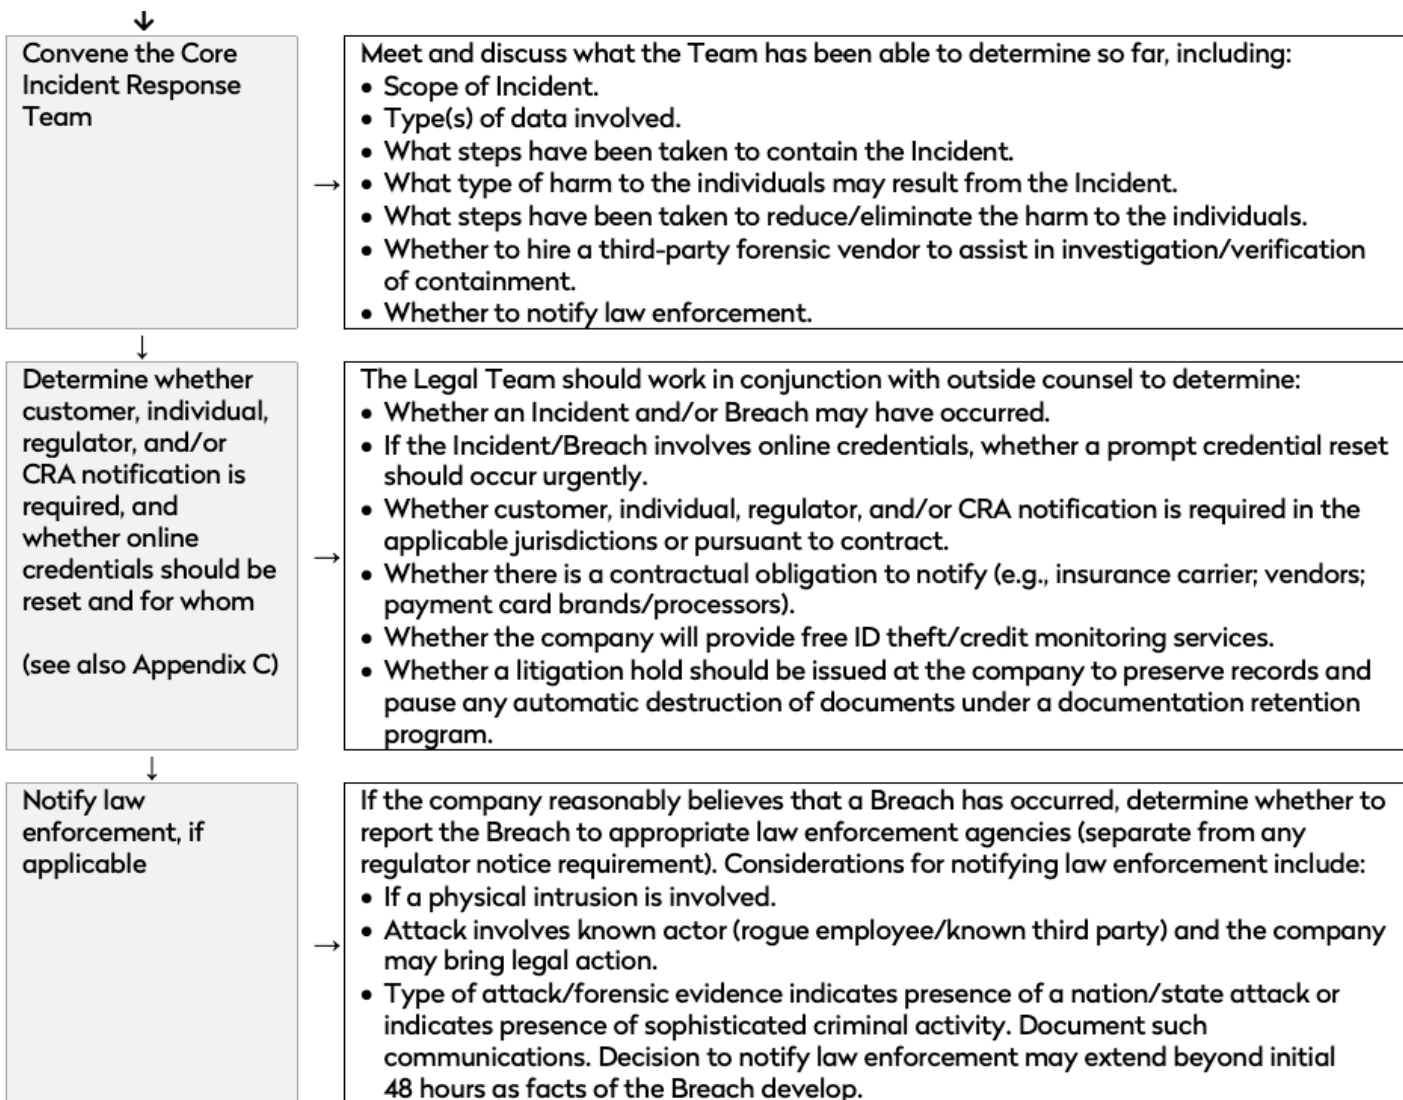 Convene the Core
Incident Response
Team
Meet and discuss what the Team has been able to determine so far, including:
• Scope of Incident.
• Type(s) of data involved.
• What steps have been taken to contain the Incident.
• What type of harm to the individuals may result from the Incident.
• What steps have been taken to reduce/eliminate the harm to the individuals.
• Whether to hire a third-party forensic vendor to assist in investigation/verification
of containment.
• Whether to notify law enforcement.
Determine whether
customer, individual,
regulator, and/or
CRA notification is
required, and
whether online
credentials should be
reset and for whom
(see also Appendix C)
The Legal Team should work in conjunction with outside counsel to determine:
• Whether an Incident and/or Breach may have occurred.
• If the Incident/Breach involves online credentials, whether a prompt credential reset
should occur urgently.
• Whether customer, individual, regulator, and/or CRA notification is required in the
applicable jurisdictions or pursuant to contract.
• Whether there is a contractual obligation to notify (e.g., insurance carrier; vendors;
payment card brands/processors).
• Whether the company will provide free ID theft/credit monitoring services.
• Whether a litigation hold should be issued at the company to preserve records and
pause any automatic destruction of documents under a documentation retention
program.
Notify law
enforcement, if
applicable
If the company reasonably believes that a Breach has occurred, determine whether to
report the Breach to appropriate law enforcement agencies (separate from any
regulator notice requirement). Considerations for notifying law enforcement include:
• If a physical intrusion is involved.
• Attack involves known actor (rogue employee/known third party) and the company
may bring legal action.
• Type of attack/forensic evidence indicates presence of a nation/state attack or
indicates presence of sophisticated criminal activity. Document such
communications. Decision to notify law enforcement may extend beyond initial
48 hours as facts of the Breach develop.